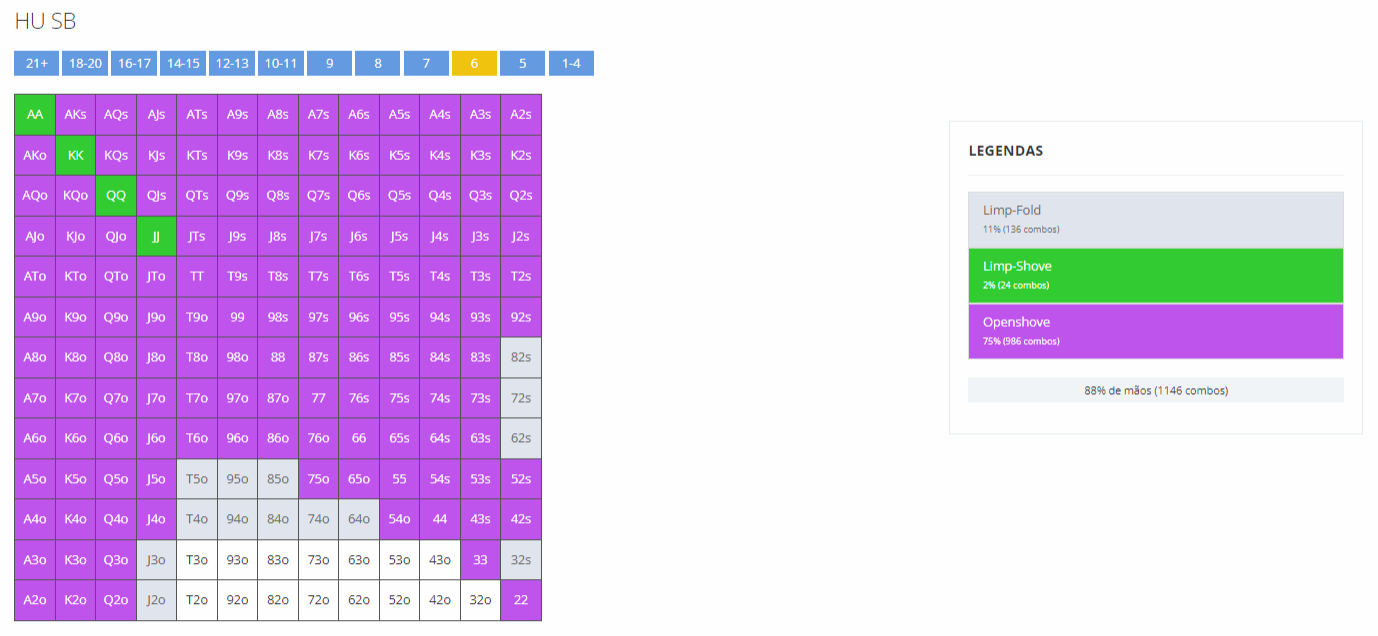 HU SB
21+ 18-20 16-17 14-15 12-13 10-11 9 8 7 6 5 1-4
AA AKs AQs AJs ATs A9s A8s A7s A6s A5s A4s A3s A2s
AKo KK KQs KJs KTs K9s K8s K7s K6s K5s K4s K3s K2s
AQo KQo QQ QJs QTs Q9s Q8s Q7s Q6s Q5s Q4s Q3s Q2s
AJo KJo QJo JJ JTs J9s J8s J7s J6s J5s J4s J3s J2s
ATo KTo QTo JTo TT T9s T8s T7s T6s T5s T4s T3s T2s
A9o K9o Q9o J9o T9o 99 98s 97s 96s 95s 94s 93s 92s
A8o K8o Q8o J8o T8o 98o 88 87s 86s 85s 84s 83s 82s
A7o K7o Q7o J7o T7o 97o 87o 77 76s 75s 74s 73s 72s
A6o K6o Q6o J6o T6o 96o 86o 76o 66 65s 64s 63s 62s
A5o K5o Q5o J5o T5o 95o 85o 75o 65o 55 54s 53s 52s
A4o K4o Q4o J4o T4o 94o 84o 74o 64o 54o 44 43s 42s
A3o K3o Q3o J3o T3o 93o 83o 73o 63o 53o 43o 33 32s
A2o K2o Q2o J2o T2o 92o 82o 72o 62o 52o 42o 32o 22
LEGENDAS
Limp-Fold
11% (136 combos)
Limp-Shove
2% (24 combos)
Openshove
75% (986 combos)
88% de mãos (1146 combos)